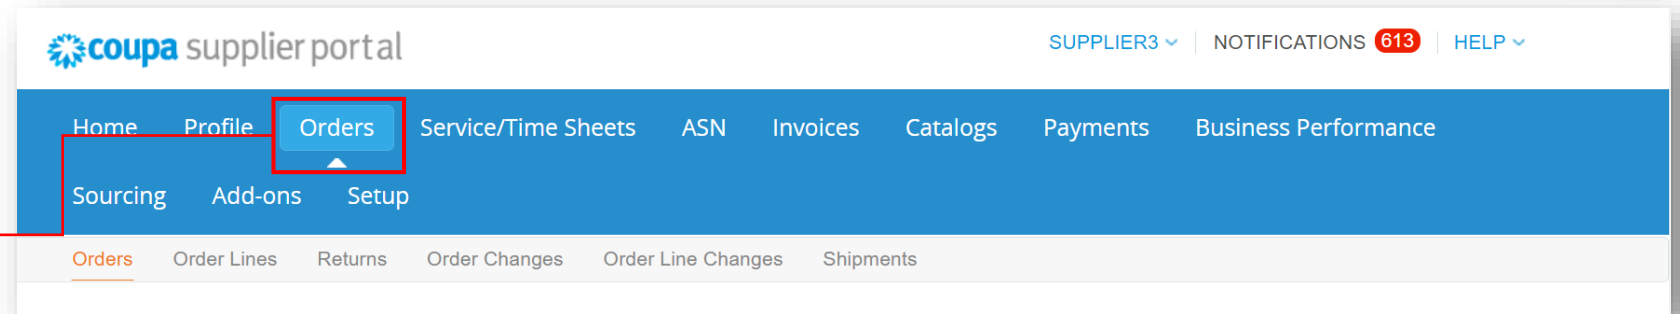 coupa supplier portal SUPPLIER3 NOTIFICATIONS 613 HELP
Home Profile Orders Service/Time Sheets ASN Invoices Catalogs Payments Business Performance
Sourcing Add-ons Setup
Orders Order Lines Returns Order Changes Order Line Changes Shipments